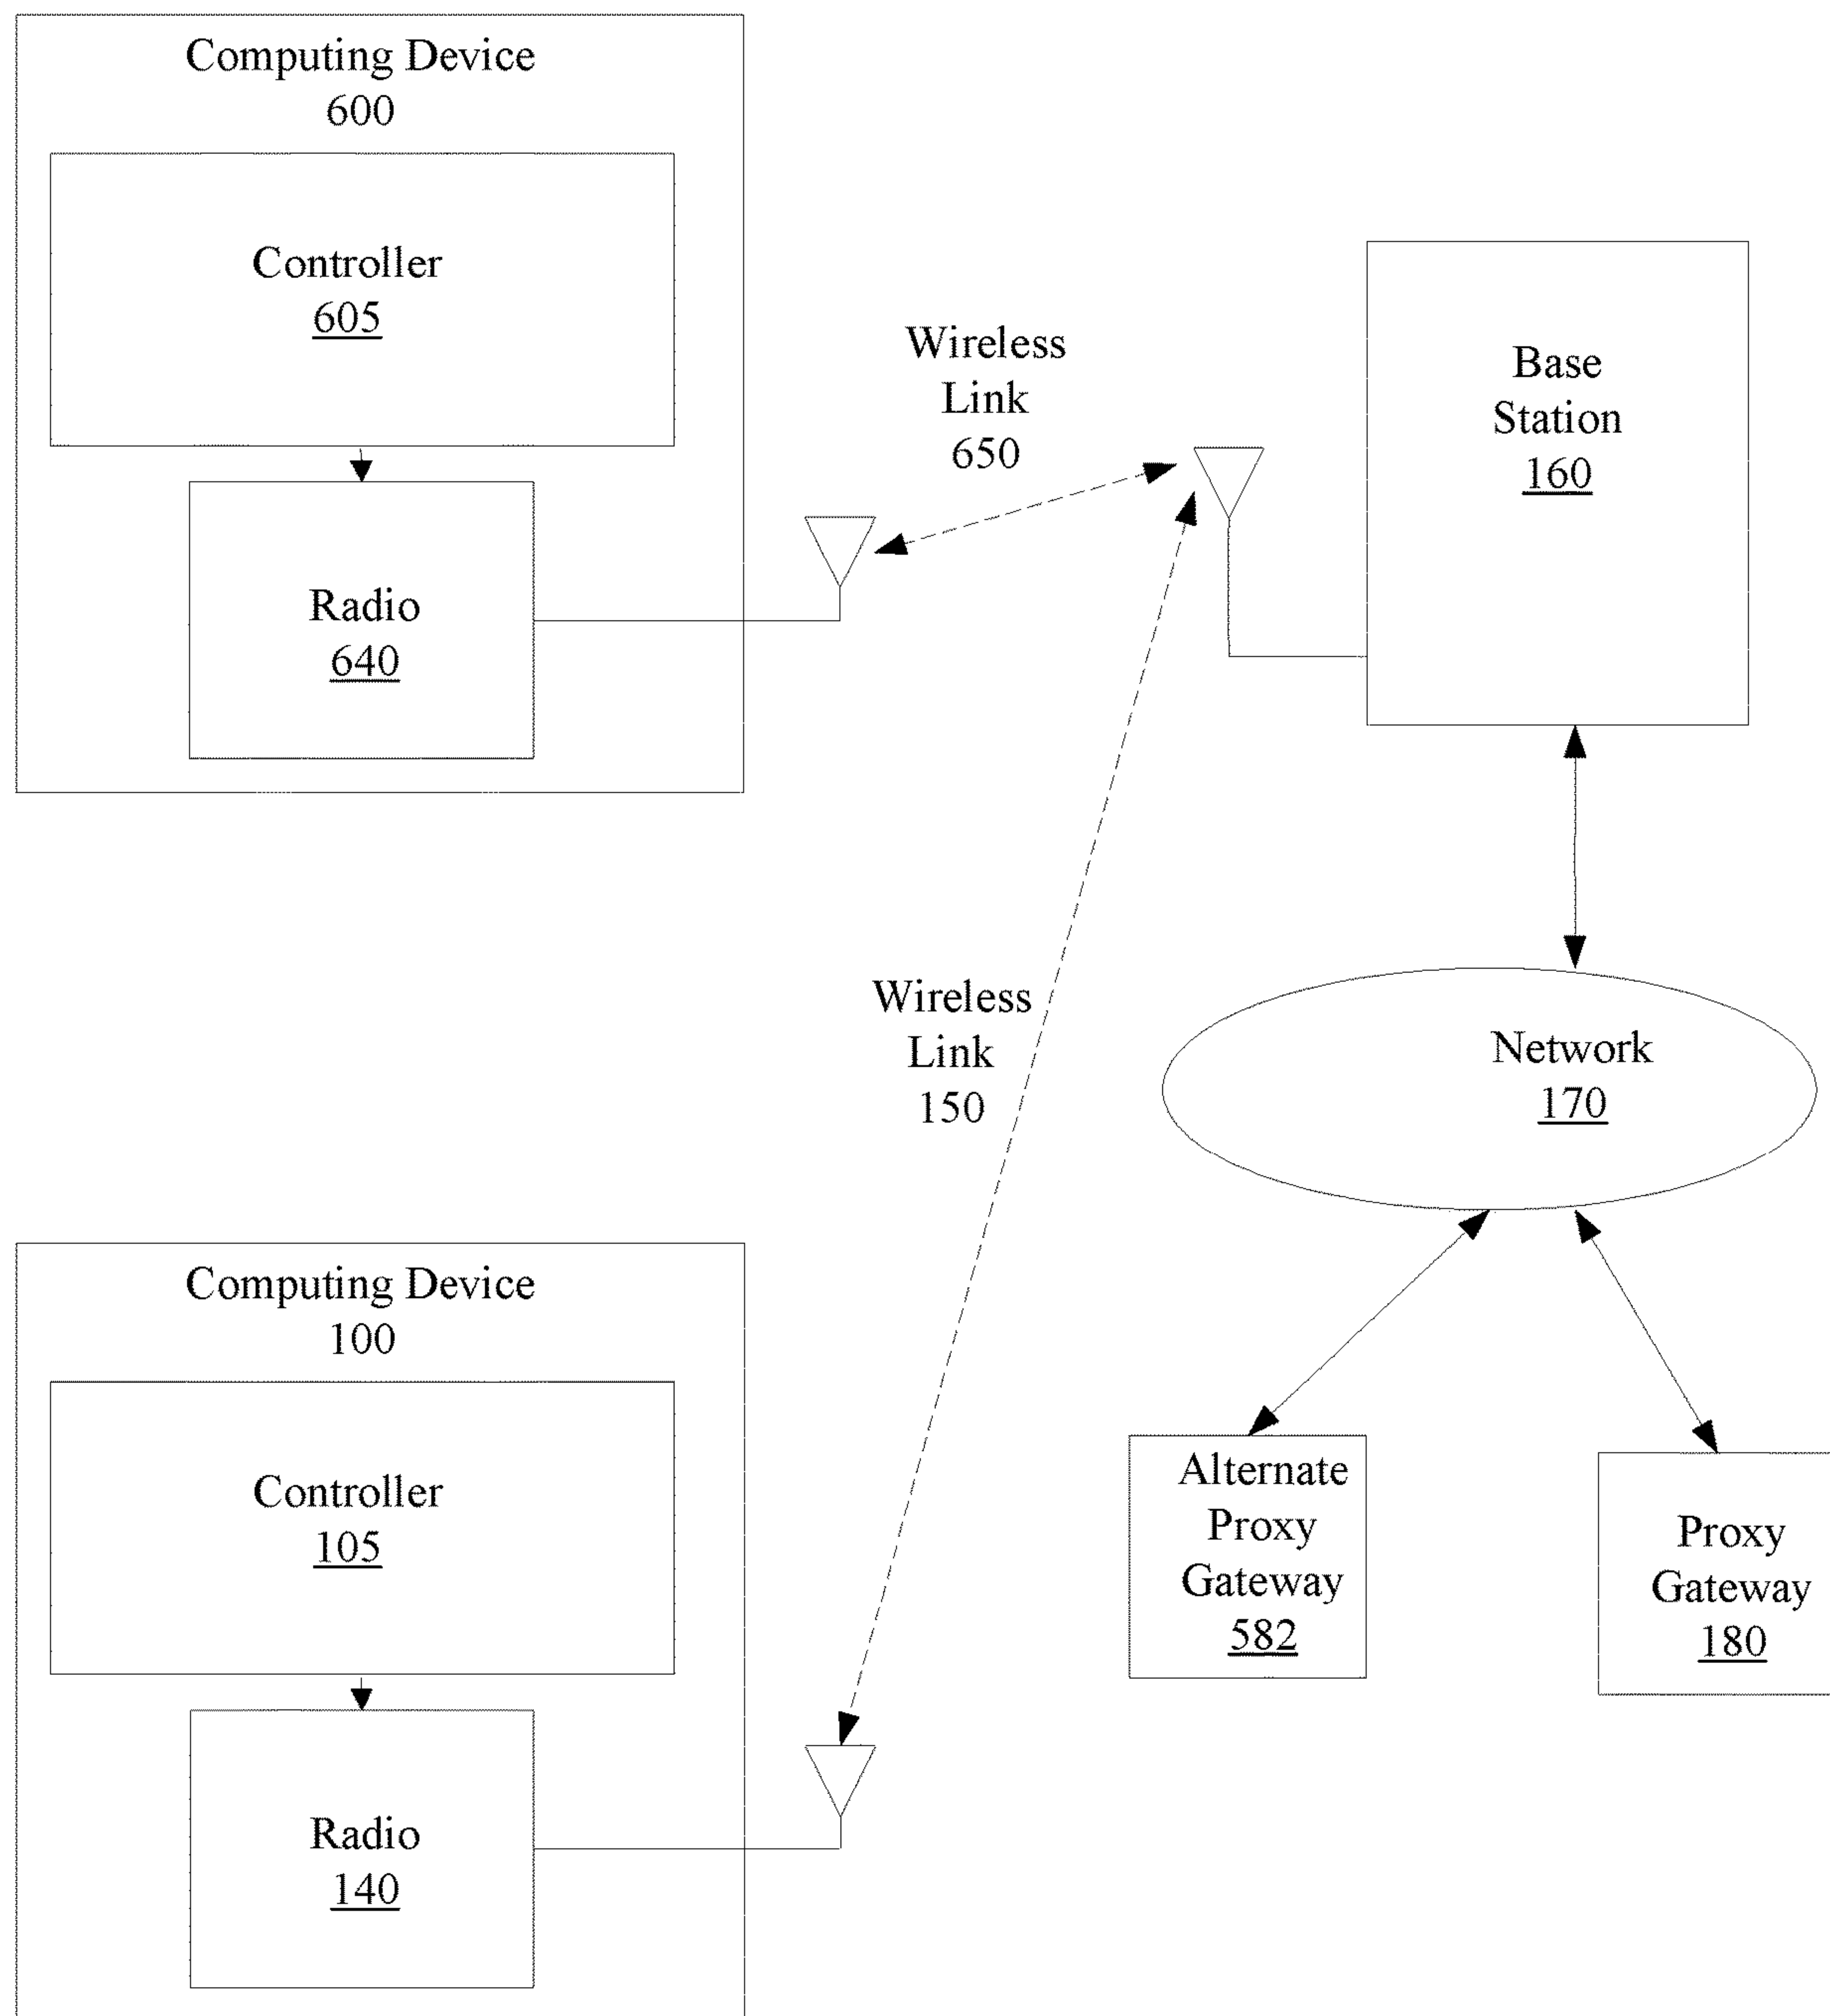 Computing Device
600
Controller
605
Radio
640
Wireless
Link
650
Base
Station
160
Wireless
Link
150
Network
170
Computing Device
100
Controller
105
Radio
140
Alternate
Proxy
Gateway
582
Proxy
Gateway
180